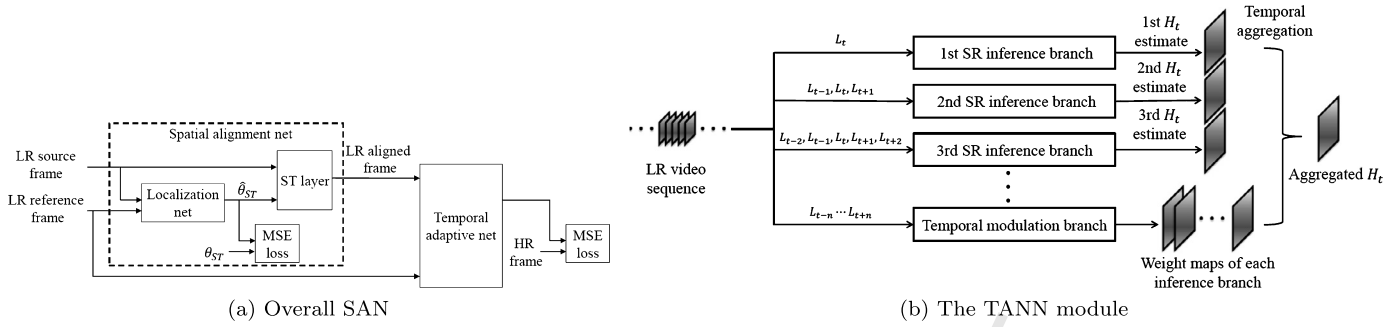 Spatial alignment net
LR source
frame
LR reference
frame
Localization
net
θ̂_ST
ST layer
LR aligned
frame
θ_ST
MSE
loss
Temporal
adaptive net
HR
frame
MSE
loss
(a) Overall SAN
LR video
sequence
L_t
1st SR inference branch
1st H_t
estimate
L_{t−1}, L_t, L_{t+1}
2nd SR inference branch
2nd H_t
estimate
L_{t−2}, L_{t−1}, L_t, L_{t+1}, L_{t+2}
3rd SR inference branch
3rd H_t
estimate
L_{t−n} ⋯ L_{t+n}
Temporal modulation branch
Weight maps of each
inference branch
Temporal
aggregation
Aggregated H_t
(b) The TANN module